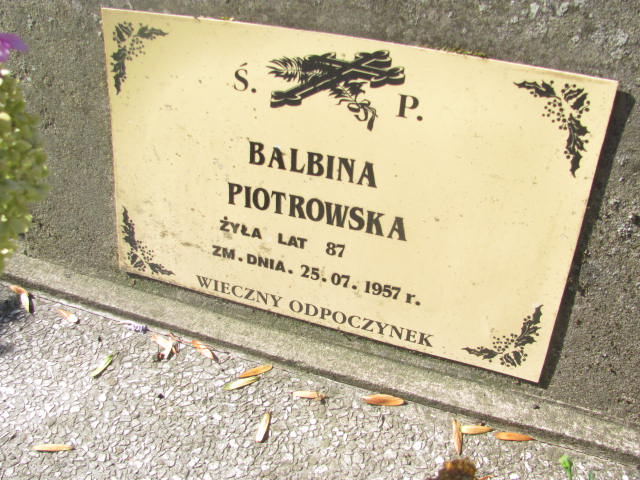 Ś. P.
BALBINA
PIOTROWSKA
ŻYŁA LAT 87
ZM. DNIA. 25.07.1957 r.
WIECZNY ODPOCZYNEK